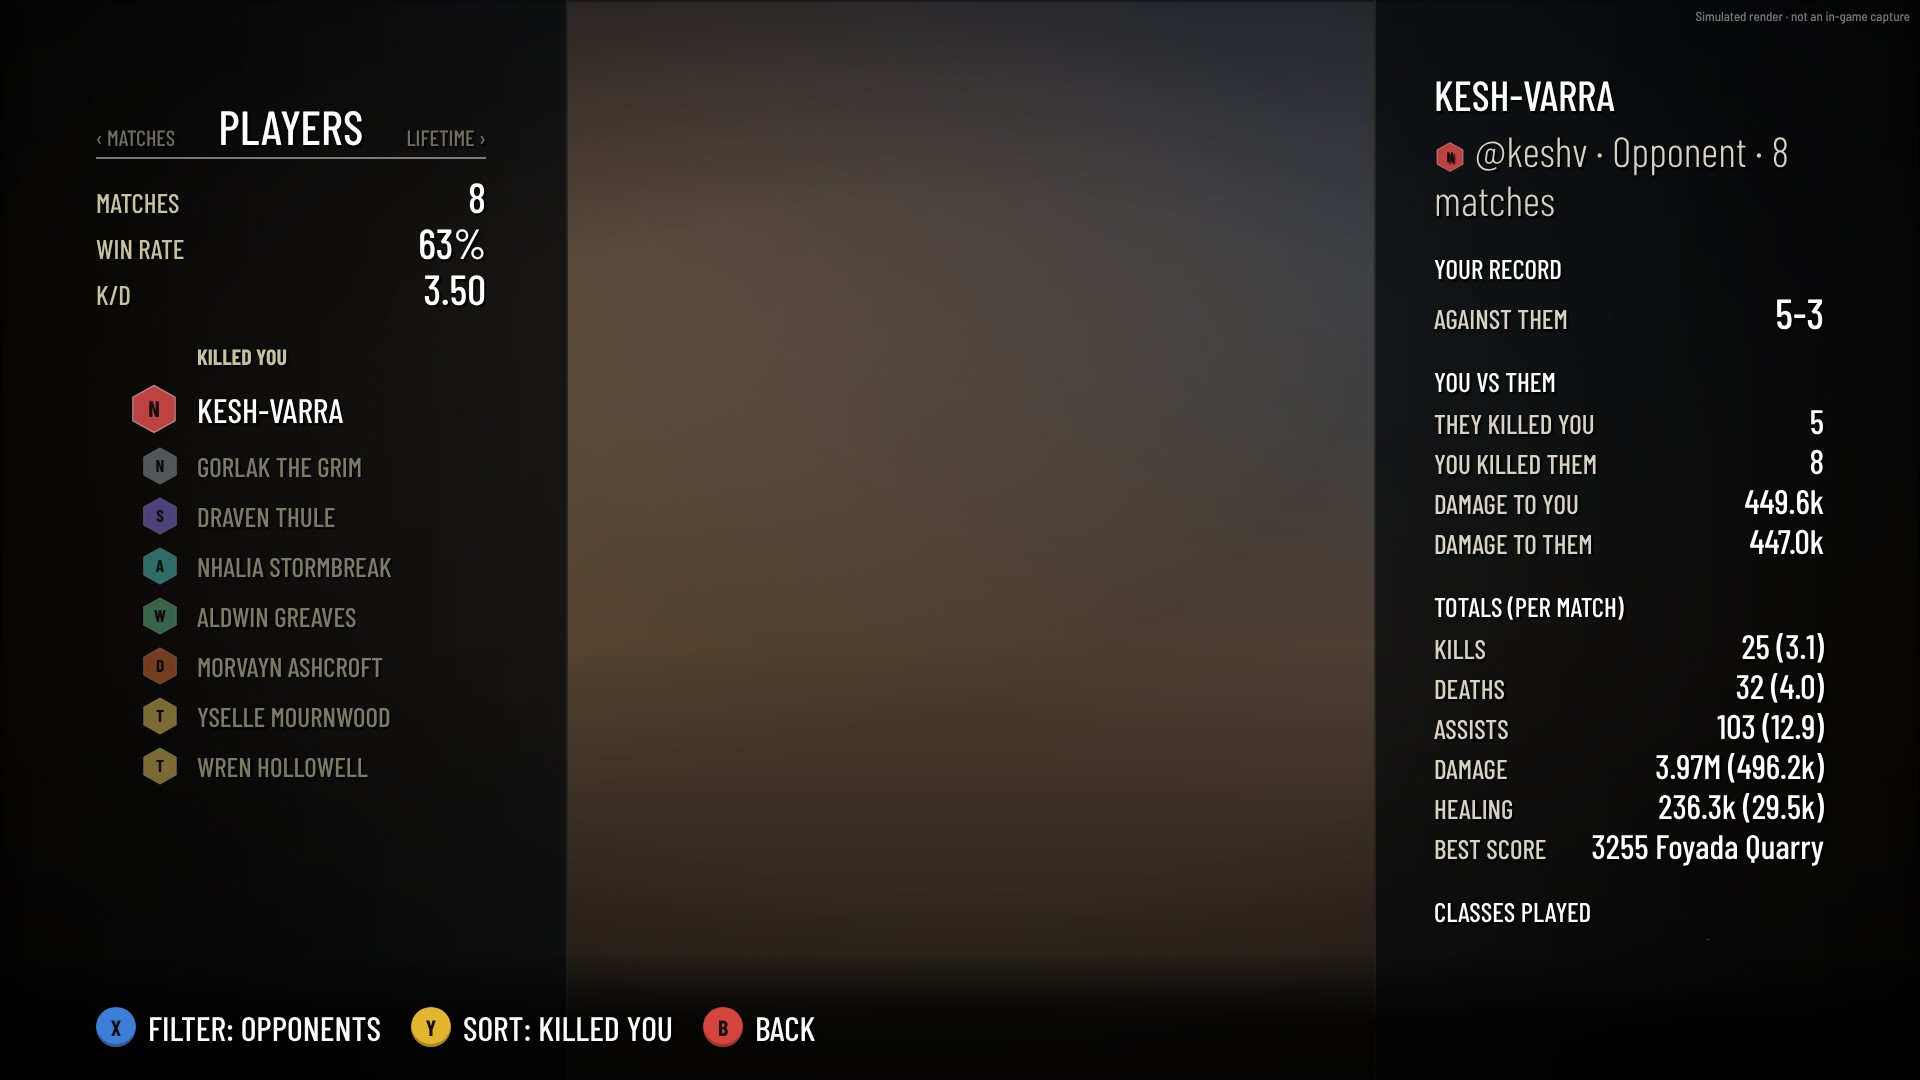 Simulated render · not an in-game capture
‹ MATCHES PLAYERS LIFETIME ›
MATCHES 8
WIN RATE 63%
K/D 3.50
KILLED YOU
N KESH-VARRA
N GORLAK THE GRIM
S DRAVEN THULE
A NHALIA STORMBREAK
W ALDWIN GREAVES
D MORVAYN ASHCROFT
T YSELLE MOURNWOOD
T WREN HOLLOWELL
KESH-VARRA
N @keshv · Opponent · 8
matches
YOUR RECORD
AGAINST THEM 5-3
YOU VS THEM
THEY KILLED YOU 5
YOU KILLED THEM 8
DAMAGE TO YOU 449.6k
DAMAGE TO THEM 447.0k
TOTALS (PER MATCH)
KILLS 25 (3.1)
DEATHS 32 (4.0)
ASSISTS 103 (12.9)
DAMAGE 3.97M (496.2k)
HEALING 236.3k (29.5k)
BEST SCORE 3255 Foyada Quarry
CLASSES PLAYED
X FILTER: OPPONENTS Y SORT: KILLED YOU B BACK